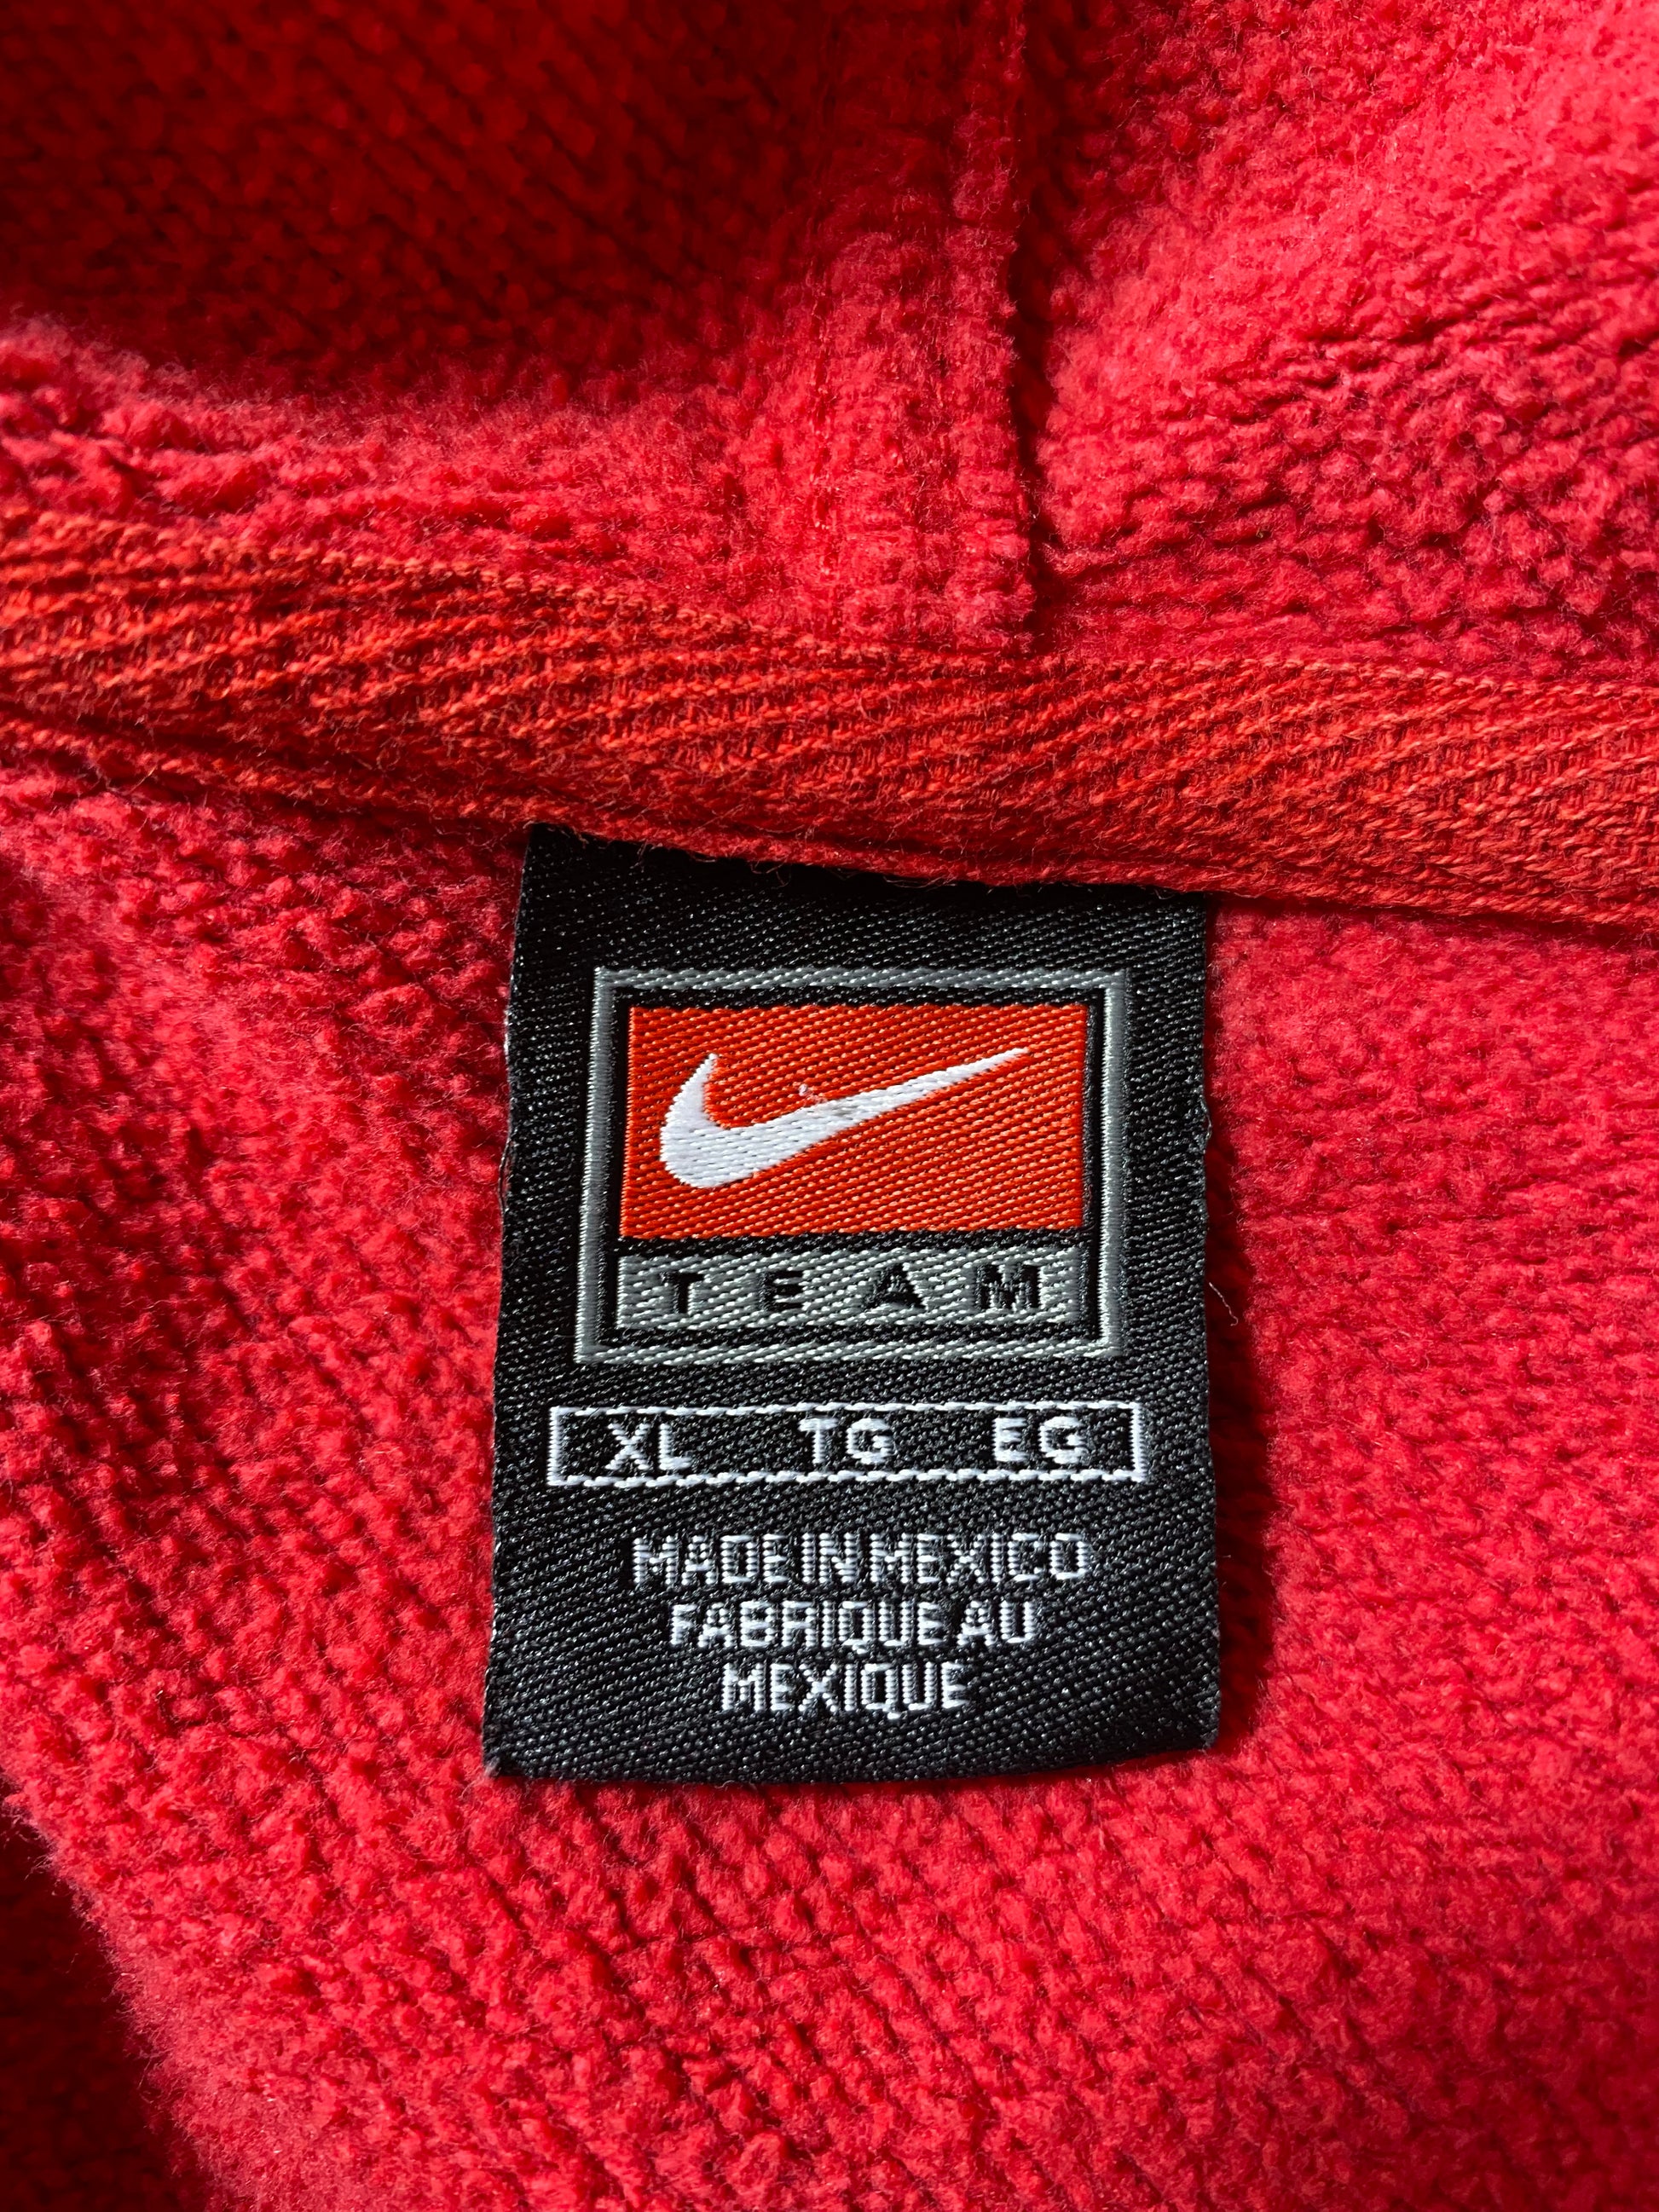 TEAM
XL TG EG
MADE IN MEXICO
FABRIQUE AU
MEXIQUE